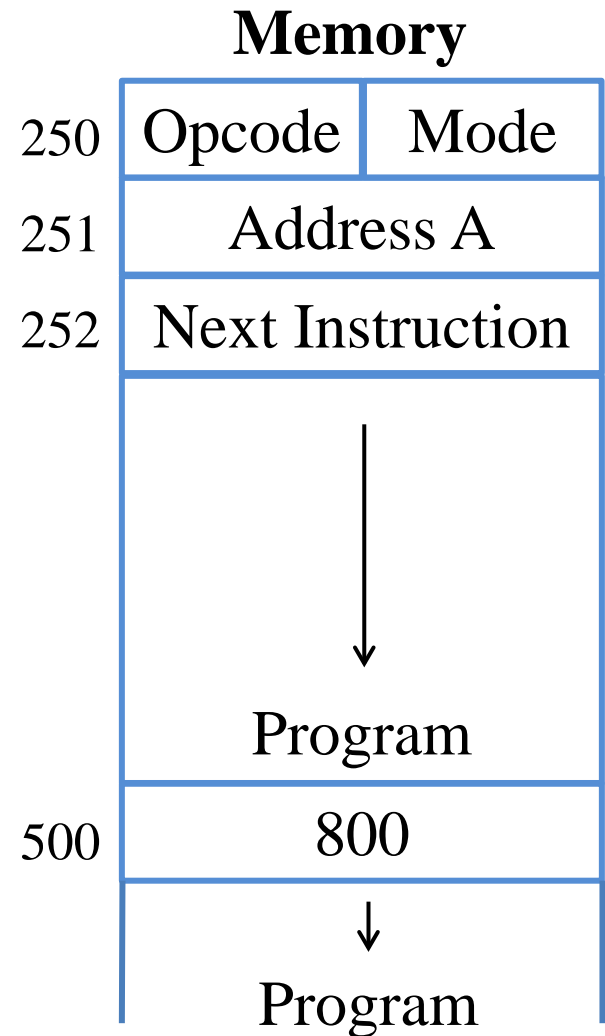 Memory
250 Opcode Mode
251 Address A
252 Next Instruction
Program
500 800
Program